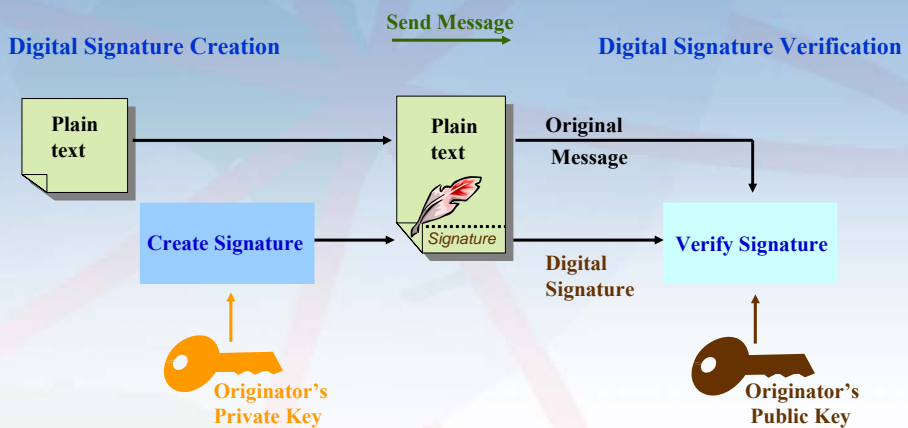 Send Message
Digital Signature Creation
Digital Signature Verification
Plain
text
Plain
text
Signature
Original
Message
Create Signature
Digital
Signature
Verify Signature
Originator's
Private Key
Originator's
Public Key